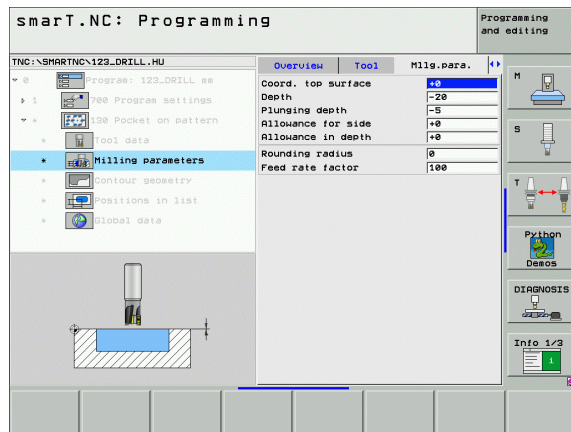 smarT.NC: Programming
Programming and editing
TNC:\SMARTNC\123_DRILL.HU
0 Program: 123_DRILL mm
1 700 Program settings
* 130 Pocket on pattern
* Tool data
* Milling parameters
* Contour geometry
* Positions in list
* Global data
Overview Tool Mllg.para.
Coord. top surface +0
Depth -20
Plunging depth -5
Allowance for side +0
Allowance in depth +0
Rounding radius 0
Feed rate factor 100
M
S
T
Python
Demos
DIAGNOSIS
Info 1/3
1